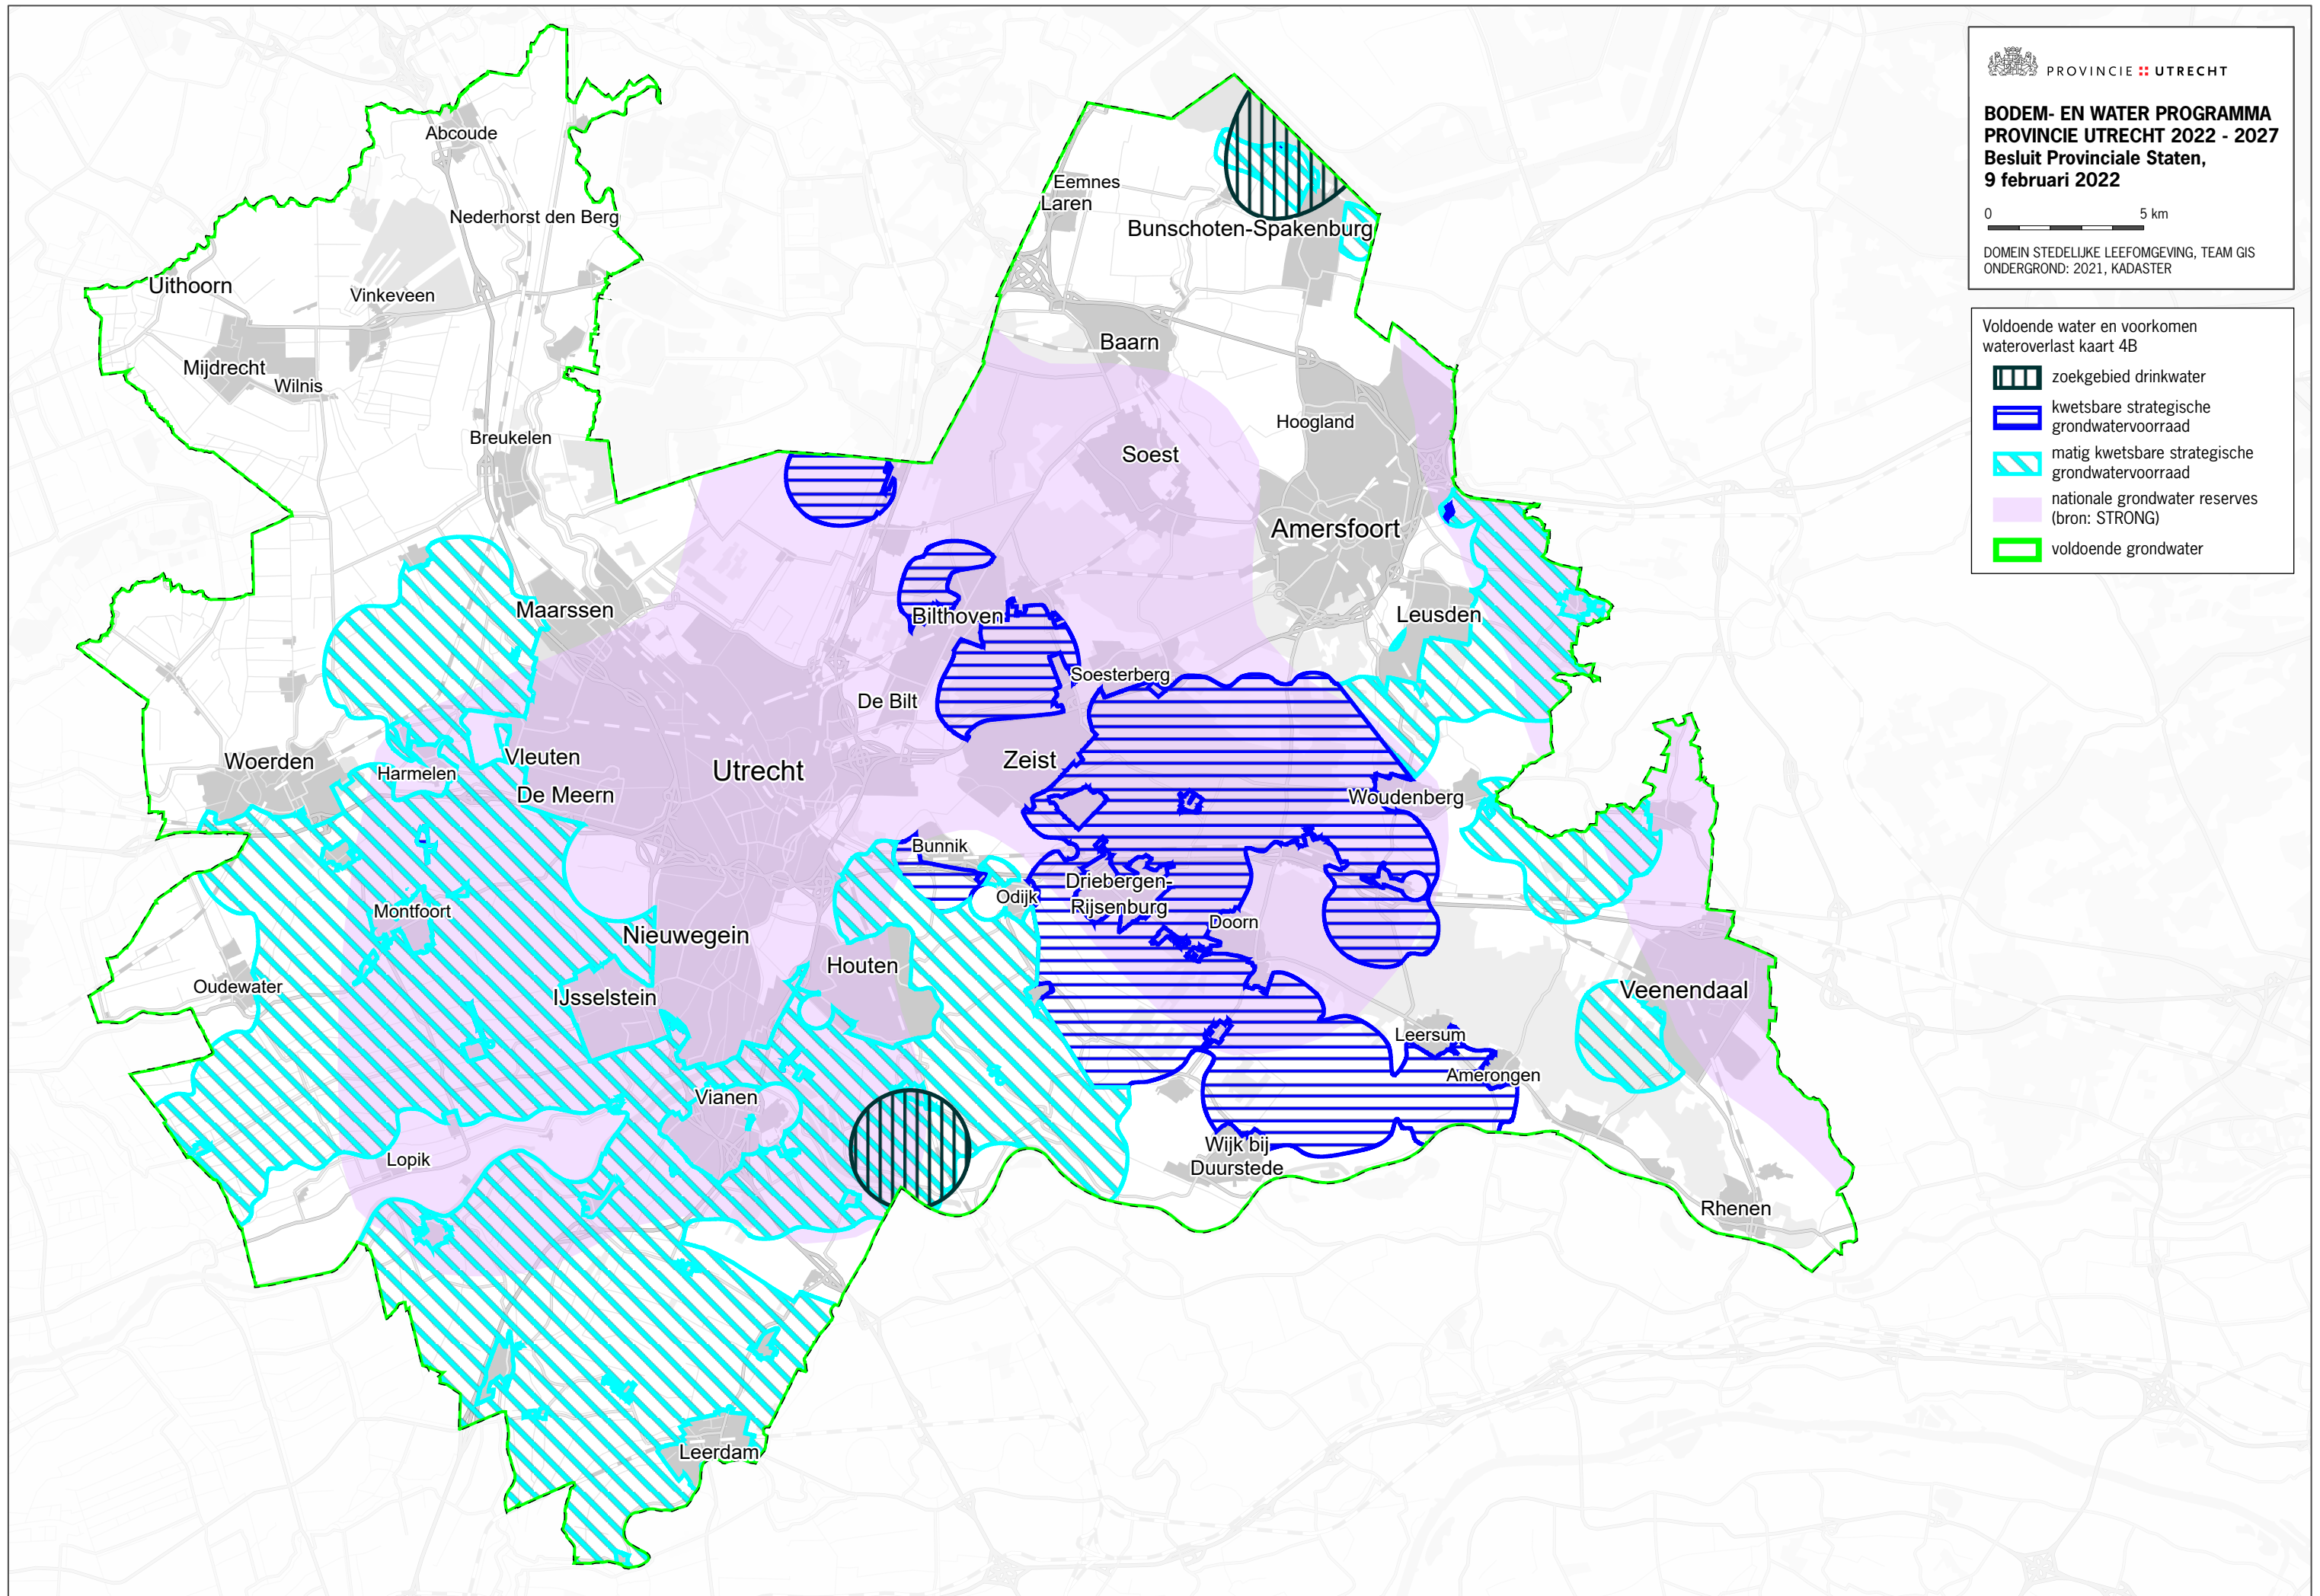 PROVINCIE UTRECHT
BODEM- EN WATER PROGRAMMA
PROVINCIE UTRECHT 2022 - 2027
Besluit Provinciale Staten,
9 februari 2022
0 5 km
DOMEIN STEDELIJKE LEEFOMGEVING, TEAM GIS
ONDERGROND: 2021, KADASTER
Voldoende water en voorkomen
wateroverlast kaart 4B
zoekgebied drinkwater
kwetsbare strategische
grondwatervoorraad
matig kwetsbare strategische
grondwatervoorraad
nationale grondwater reserves
(bron: STRONG)
voldoende grondwater
Abcoude
Nederhorst den Berg
Eemnes
Laren
Bunschoten-Spakenburg
Uithoorn
Vinkeveen
Baarn
Mijdrecht
Wilnis
Hoogland
Breukelen
Soest
Amersfoort
Maarssen
Bilthoven
Leusden
Soesterberg
De Bilt
Woerden
Vleuten
Zeist
Harmelen
Utrecht
De Meern
Woudenberg
Bunnik
Driebergen-
Rijsenburg
Odijk
Montfoort
Doorn
Nieuwegein
Houten
Oudewater
IJsselstein
Veenendaal
Leersum
Amerongen
Vianen
Lopik
Wijk bij
Duurstede
Rhenen
Leerdam